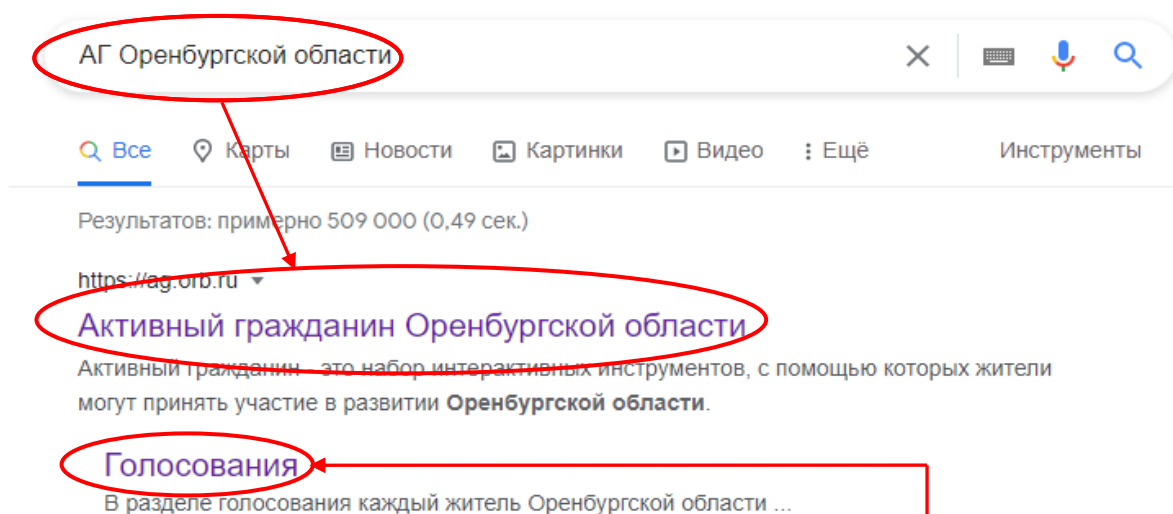 АГ Оренбургской области
Все Карты Новости Картинки Видео Ещё Инструменты
Результатов: примерно 509 000 (0,49 сек.)
https://ag.orb.ru
Активный гражданин Оренбургской области
Активный гражданин - это набор интерактивных инструментов, с помощью которых жители
могут принять участие в развитии Оренбургской области.
Голосования
В разделе голосования каждый житель Оренбургской области ...